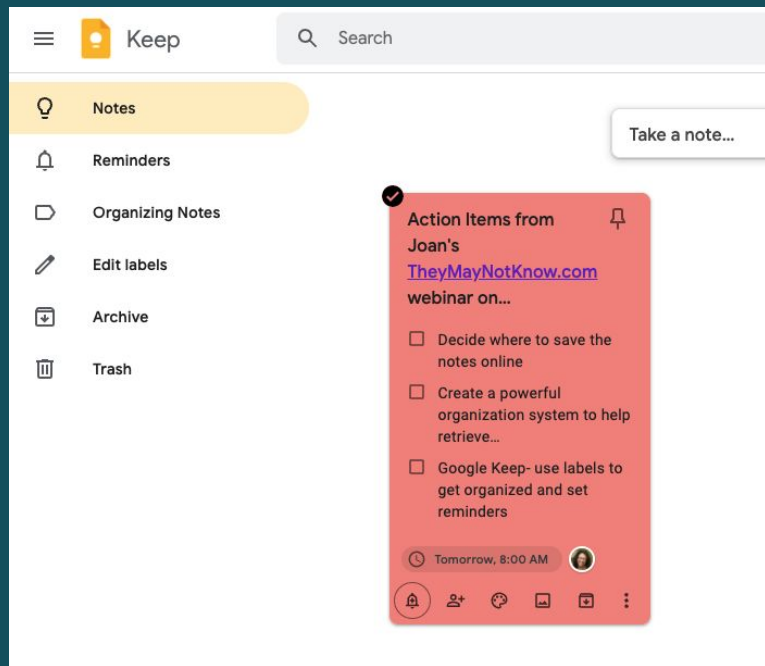 Keep
Search
Notes
Reminders
Organizing Notes
Edit labels
Archive
Trash
Take a note...
Action Items from
Joan's
TheyMayNotKnow.com
webinar on...
Decide where to save the
notes online
Create a powerful
organization system to help
retrieve...
Google Keep- use labels to
get organized and set
reminders
Tomorrow, 8:00 AM